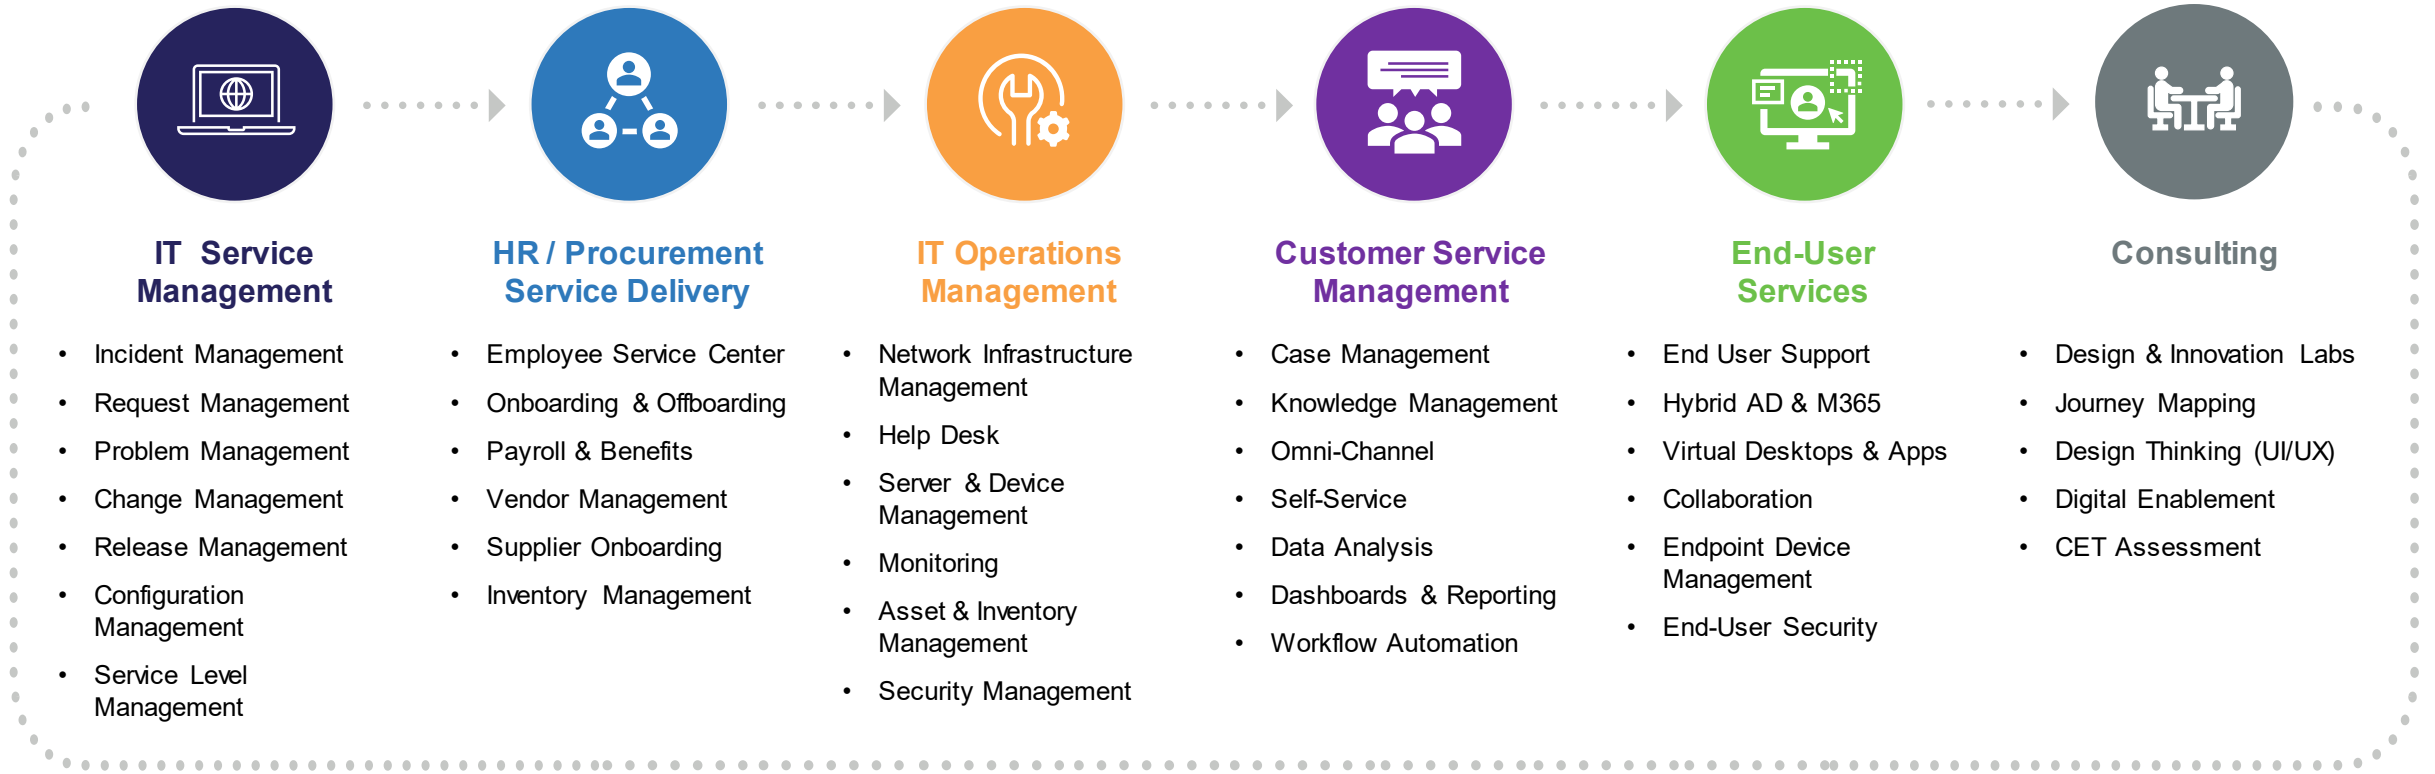 IT Service
Management
• Incident Management
• Request Management
• Problem Management
• Change Management
• Release Management
• Configuration
Management
• Service Level
Management
HR / Procurement
Service Delivery
• Employee Service Center
• Onboarding & Offboarding
• Payroll & Benefits
• Vendor Management
• Supplier Onboarding
• Inventory Management
IT Operations
Management
• Network Infrastructure
Management
• Help Desk
• Server & Device
Management
• Monitoring
• Asset & Inventory
Management
• Security Management
Customer Service
Management
• Case Management
• Knowledge Management
• Omni-Channel
• Self-Service
• Data Analysis
• Dashboards & Reporting
• Workflow Automation
End-User
Services
• End User Support
• Hybrid AD & M365
• Virtual Desktops & Apps
• Collaboration
• Endpoint Device
Management
• End-User Security
Consulting
• Design & Innovation Labs
• Journey Mapping
• Design Thinking (UI/UX)
• Digital Enablement
• CET Assessment